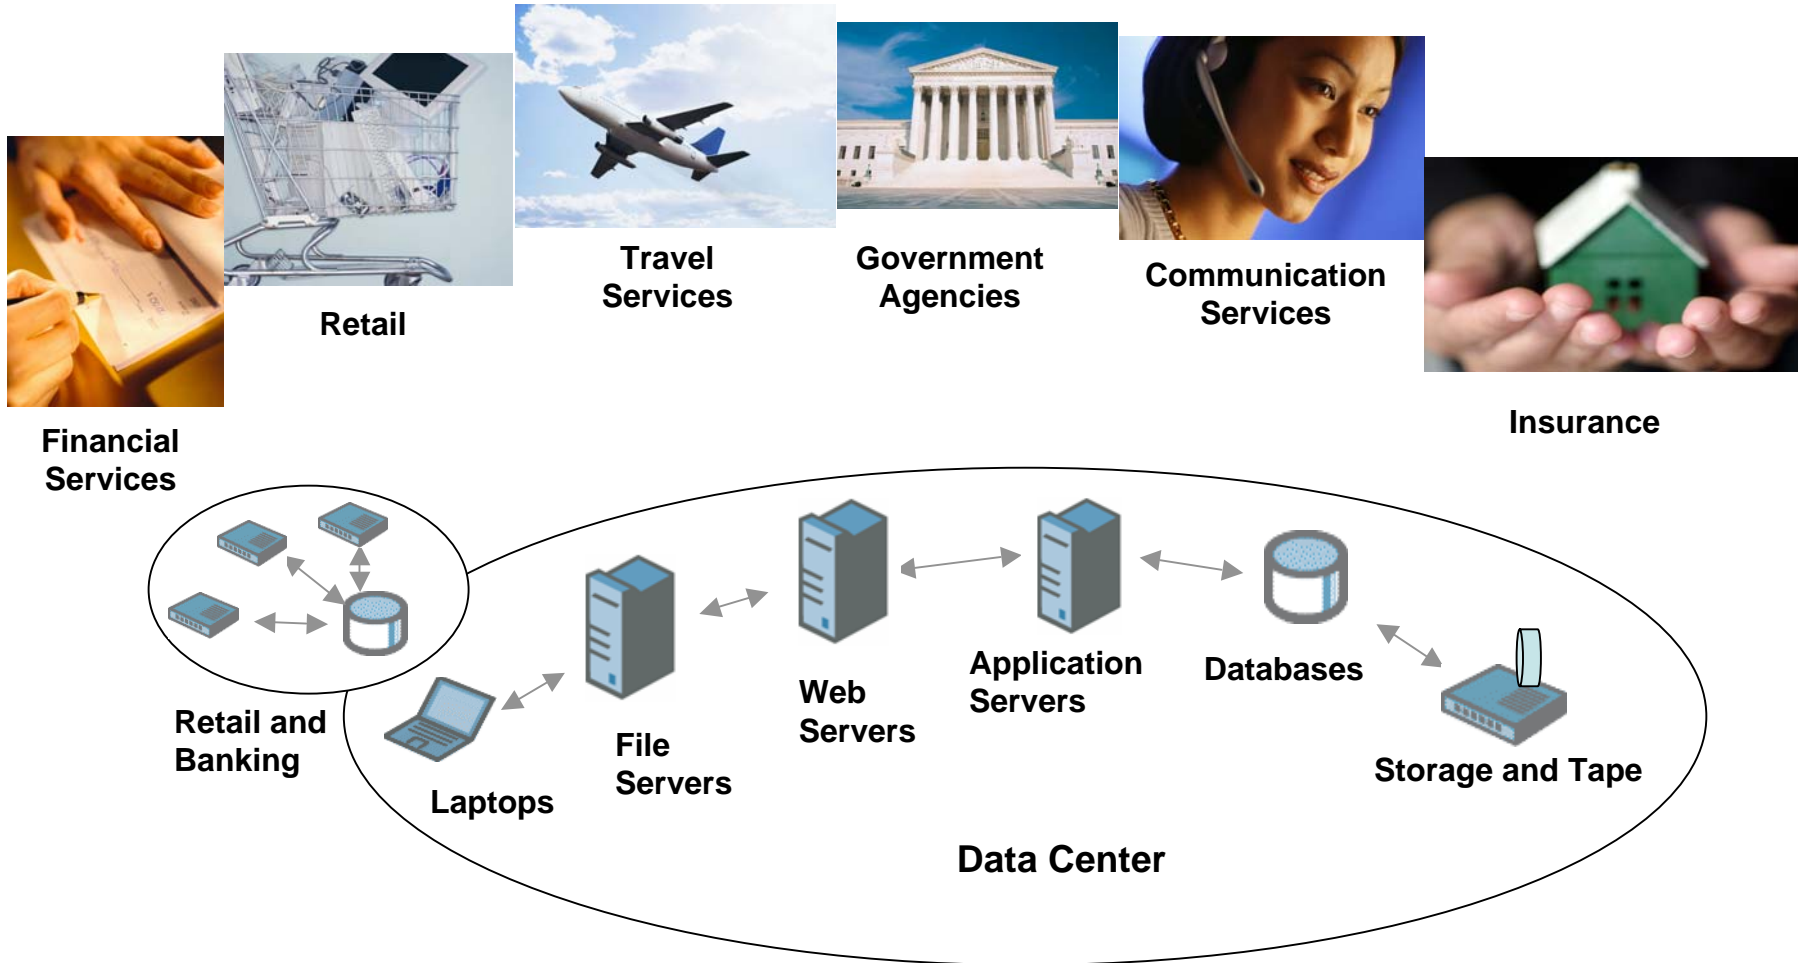 Travel
Services
Government
Agencies
Communication
Services
Retail
Insurance
Financial
Services
Retail and
Banking
Laptops
File
Servers
Web
Servers
Application
Servers
Databases
Storage and Tape
Data Center